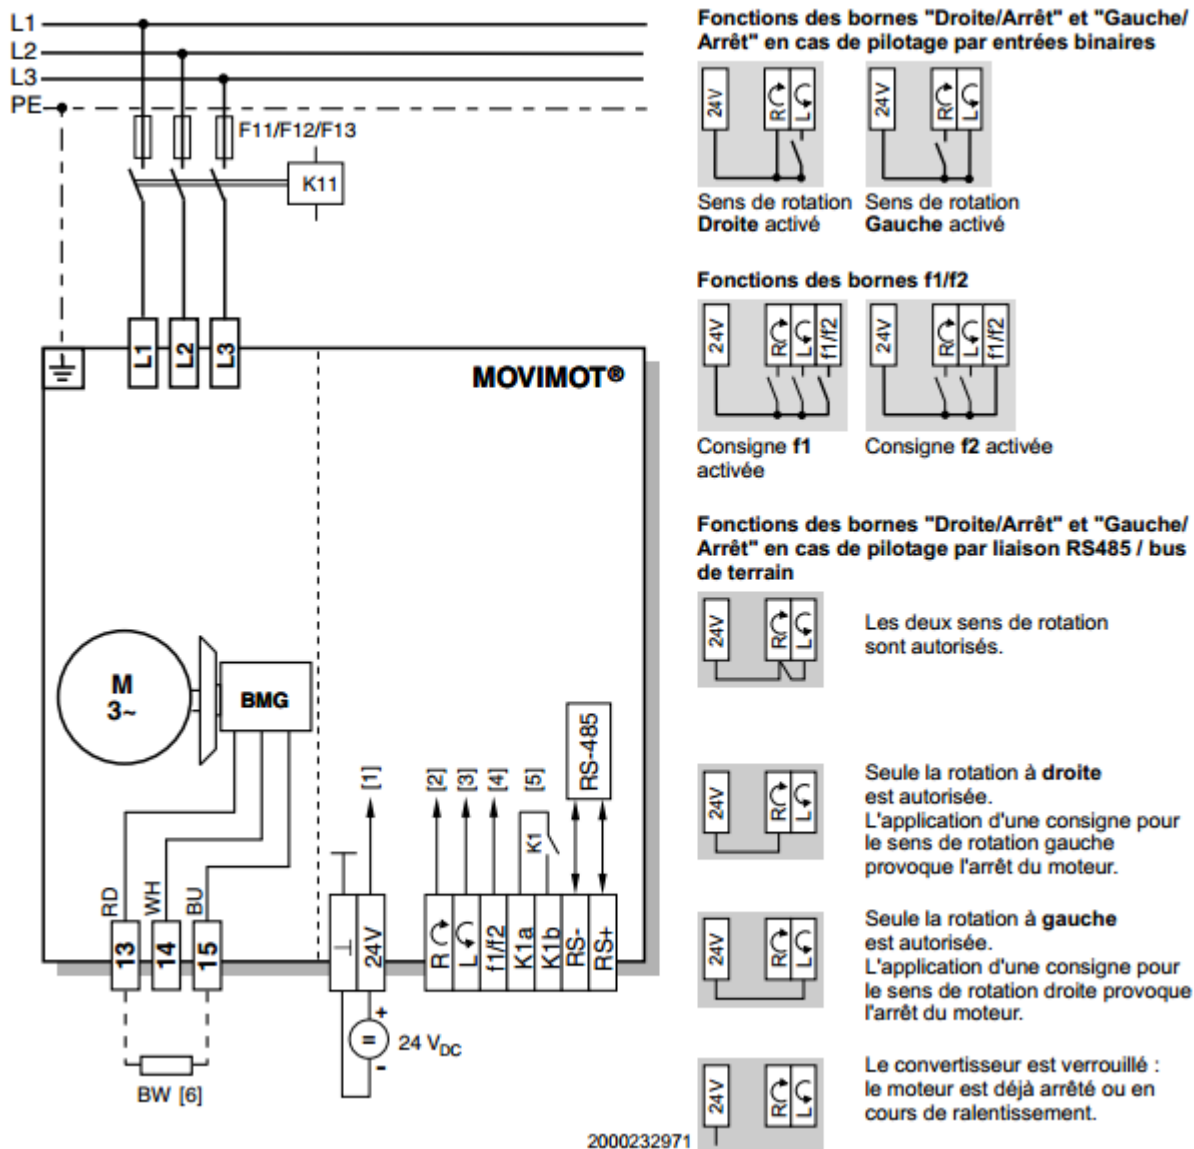 L1
L2
L3
PE
F11/F12/F13
K11
L1
L2
L3
MOVIMOT®
M
3~
BMG
RS-485
[1]
[2]
[3]
[4]
[5]
K1
RD
WH
BU
13
14
15
⊥
24V
R
L
f1/f2
K1a
K1b
RS-
RS+
+
=
-
24 VDC
BW [6]
2000232971
Fonctions des bornes "Droite/Arrêt" et "Gauche/
Arrêt" en cas de pilotage par entrées binaires
24V
R
L
24V
R
L
Sens de rotation
Droite activé
Sens de rotation
Gauche activé
Fonctions des bornes f1/f2
24V
R
L
f1/f2
24V
R
L
f1/f2
Consigne f1
activée
Consigne f2 activée
Fonctions des bornes "Droite/Arrêt" et "Gauche/
Arrêt" en cas de pilotage par liaison RS485 / bus
de terrain
24V
R
L
Les deux sens de rotation
sont autorisés.
24V
R
L
Seule la rotation à droite
est autorisée.
L'application d'une consigne pour
le sens de rotation gauche
provoque l'arrêt du moteur.
24V
R
L
Seule la rotation à gauche
est autorisée.
L'application d'une consigne pour
le sens de rotation droite provoque
l'arrêt du moteur.
24V
R
L
Le convertisseur est verrouillé :
le moteur est déjà arrêté ou en
cours de ralentissement.